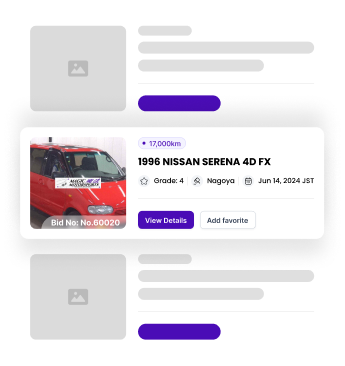 17,000km
1996 NISSAN SERENA 4D FX
Grade: 4 Nagoya Jun 14, 2024 JST
Bid No: No.60020
View Details Add favorite